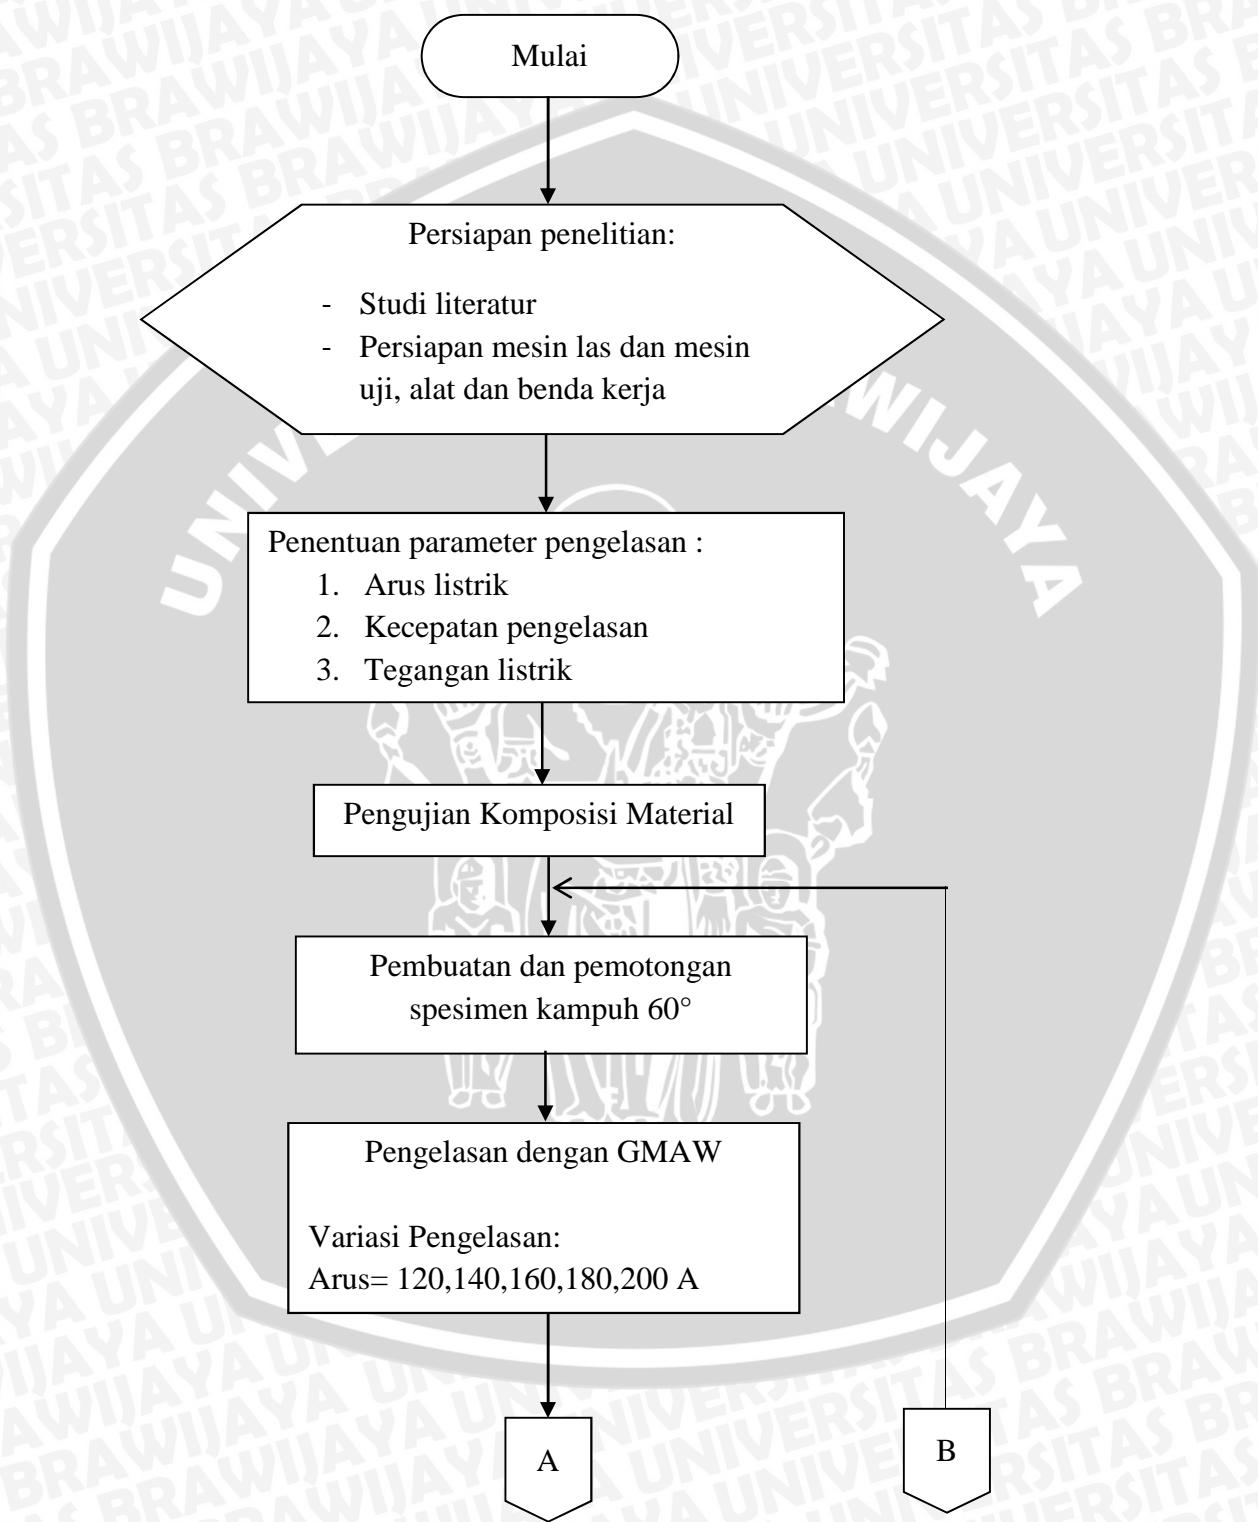 Mulai
Persiapan penelitian:
- Studi literatur
- Persiapan mesin las dan mesin
uji, alat dan benda kerja
Penentuan parameter pengelasan :
1. Arus listrik
2. Kecepatan pengelasan
3. Tegangan listrik
Pengujian Komposisi Material
Pembuatan dan pemotongan
spesimen kampuh 60°
Pengelasan dengan GMAW
Variasi Pengelasan:
Arus= 120,140,160,180,200 A
A
B